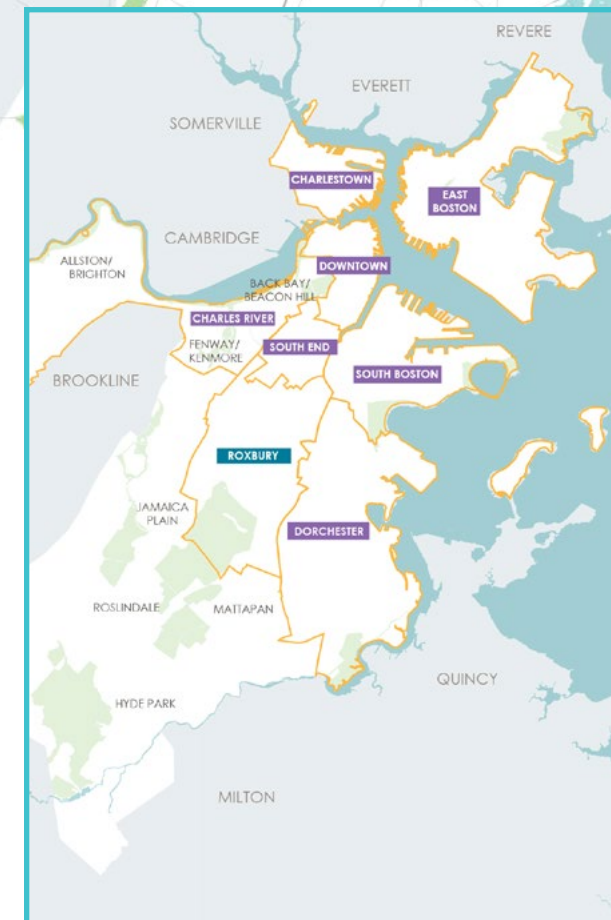 REVERE
EVERETT
SOMERVILLE
CHARLESTOWN
EAST
BOSTON
CAMBRIDGE
ALLSTON/
BRIGHTON
DOWNTOWN
BACK BAY/
BEACON HILL
CHARLES RIVER
FENWAY/
KENMORE
SOUTH END
SOUTH BOSTON
BROOKLINE
ROXBURY
JAMAICA
PLAIN
DORCHESTER
ROSLINDALE
MATTAPAN
QUINCY
HYDE PARK
MILTON